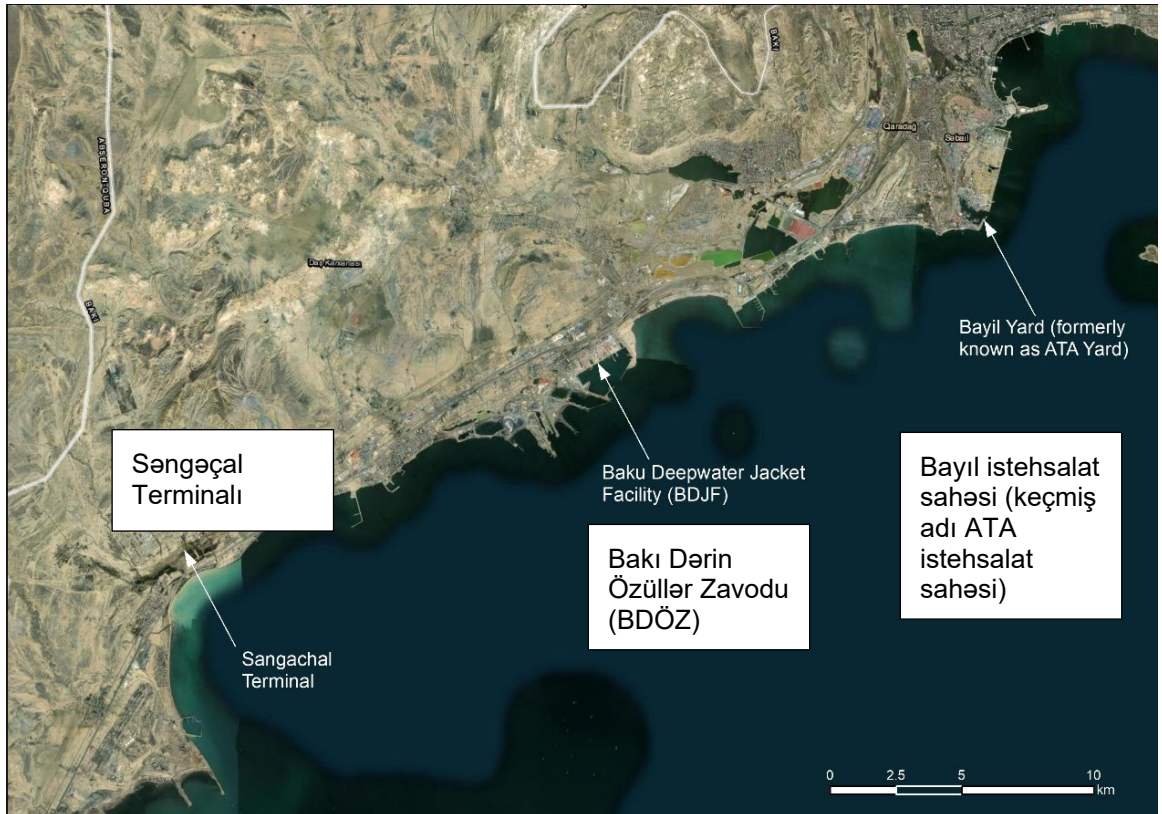 BAKI
ABŞERON-QUBA
Qaradağ
Səbail
Daş Karxanası
BAKI
Bayil Yard (formerly
known as ATA Yard)
Səngəçal
Terminalı
Baku Deepwater Jacket
Facility (BDJF)
Bayıl istehsalat
sahəsi (keçmiş
adı ATA
istehsalat
sahəsi)
Bakı Dərin
Özüllər Zavodu
(BDÖZ)
Sangachal
Terminal
0 2.5 5 10
km